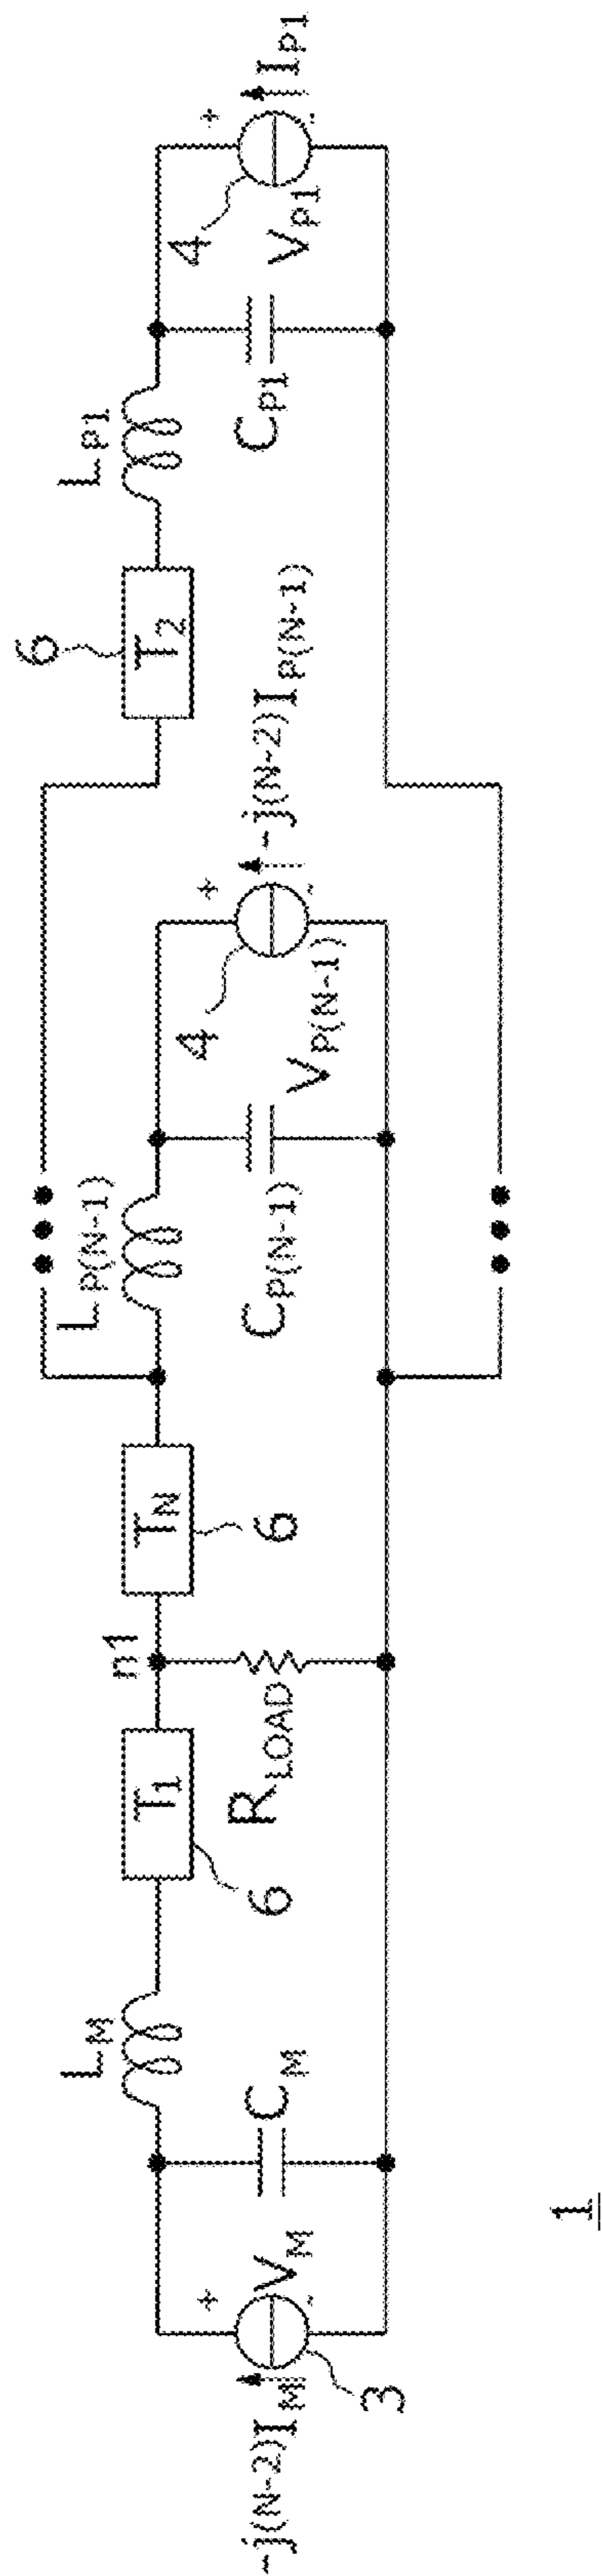 -j(N-2)I_M
3
+
V_M
-
C_M
L_M
T_1
6
R_LOAD
n1
T_N
6
L_P(N-1)
C_P(N-1)
V_P(N-1)
4
+
-
-j(N-2)I_P(N-1)
6
T_2
L_P1
C_P1
V_P1
4
+
-
I_P1
1